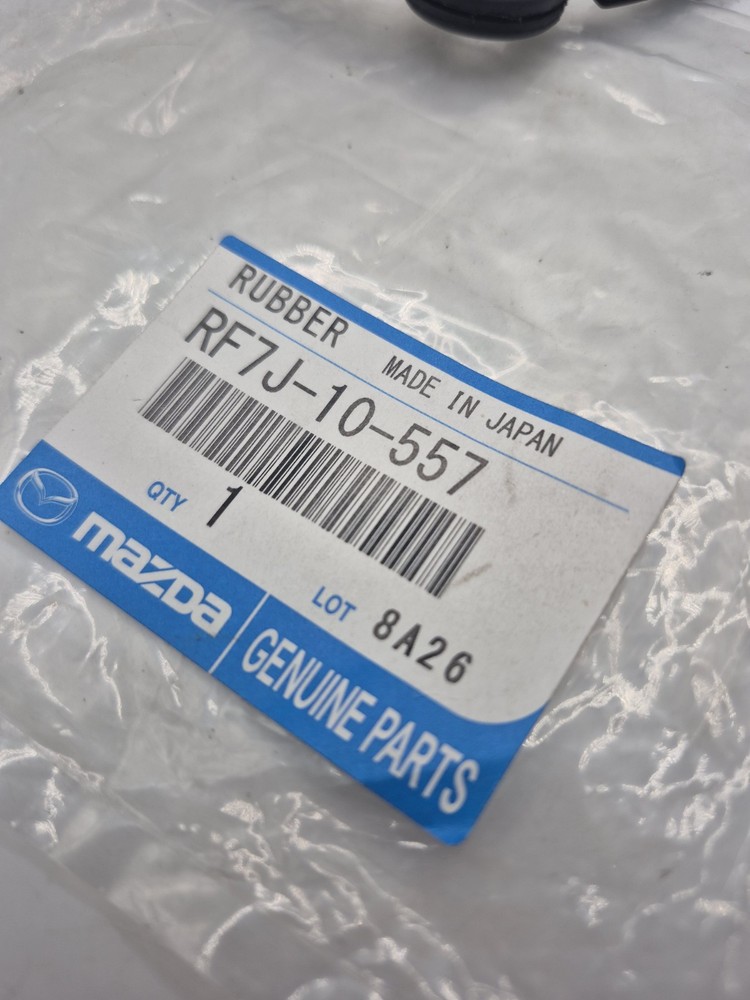 RUBBER
MADE IN JAPAN
RF7J-10-557
QTY 1
LOT 8A26
mazda
GENUINE PARTS